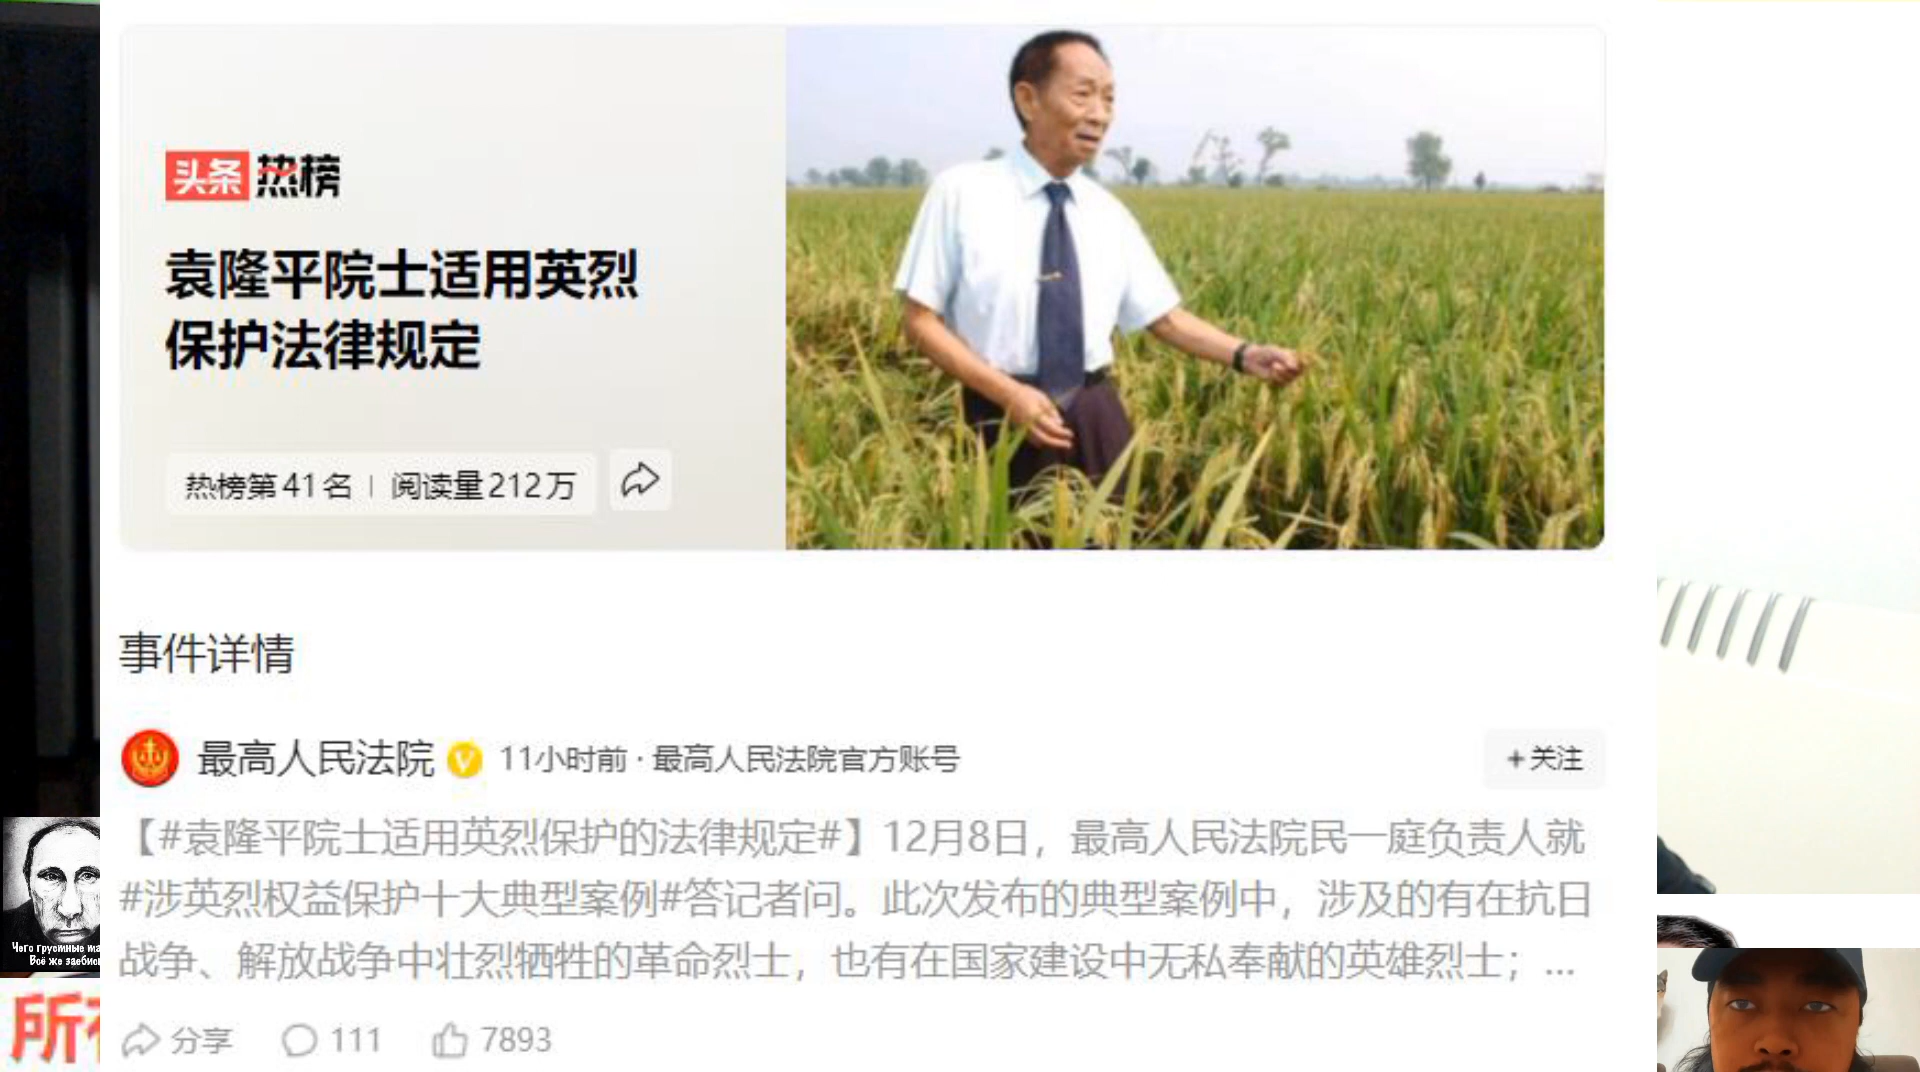 头条 热榜
袁隆平院士适用英烈
保护法律规定
热榜第41名 | 阅读量212万
事件详情
最高人民法院 11小时前 · 最高人民法院官方账号
+关注
【#袁隆平院士适用英烈保护的法律规定#】12月8日，最高人民法院民一庭负责人就
#涉英烈权益保护十大典型案例#答记者问。此次发布的典型案例中，涉及的有在抗日
战争、解放战争中壮烈牺牲的革命烈士，也有在国家建设中无私奉献的英雄烈士；...
分享 111 7893
Чего грустные
Всё же
所